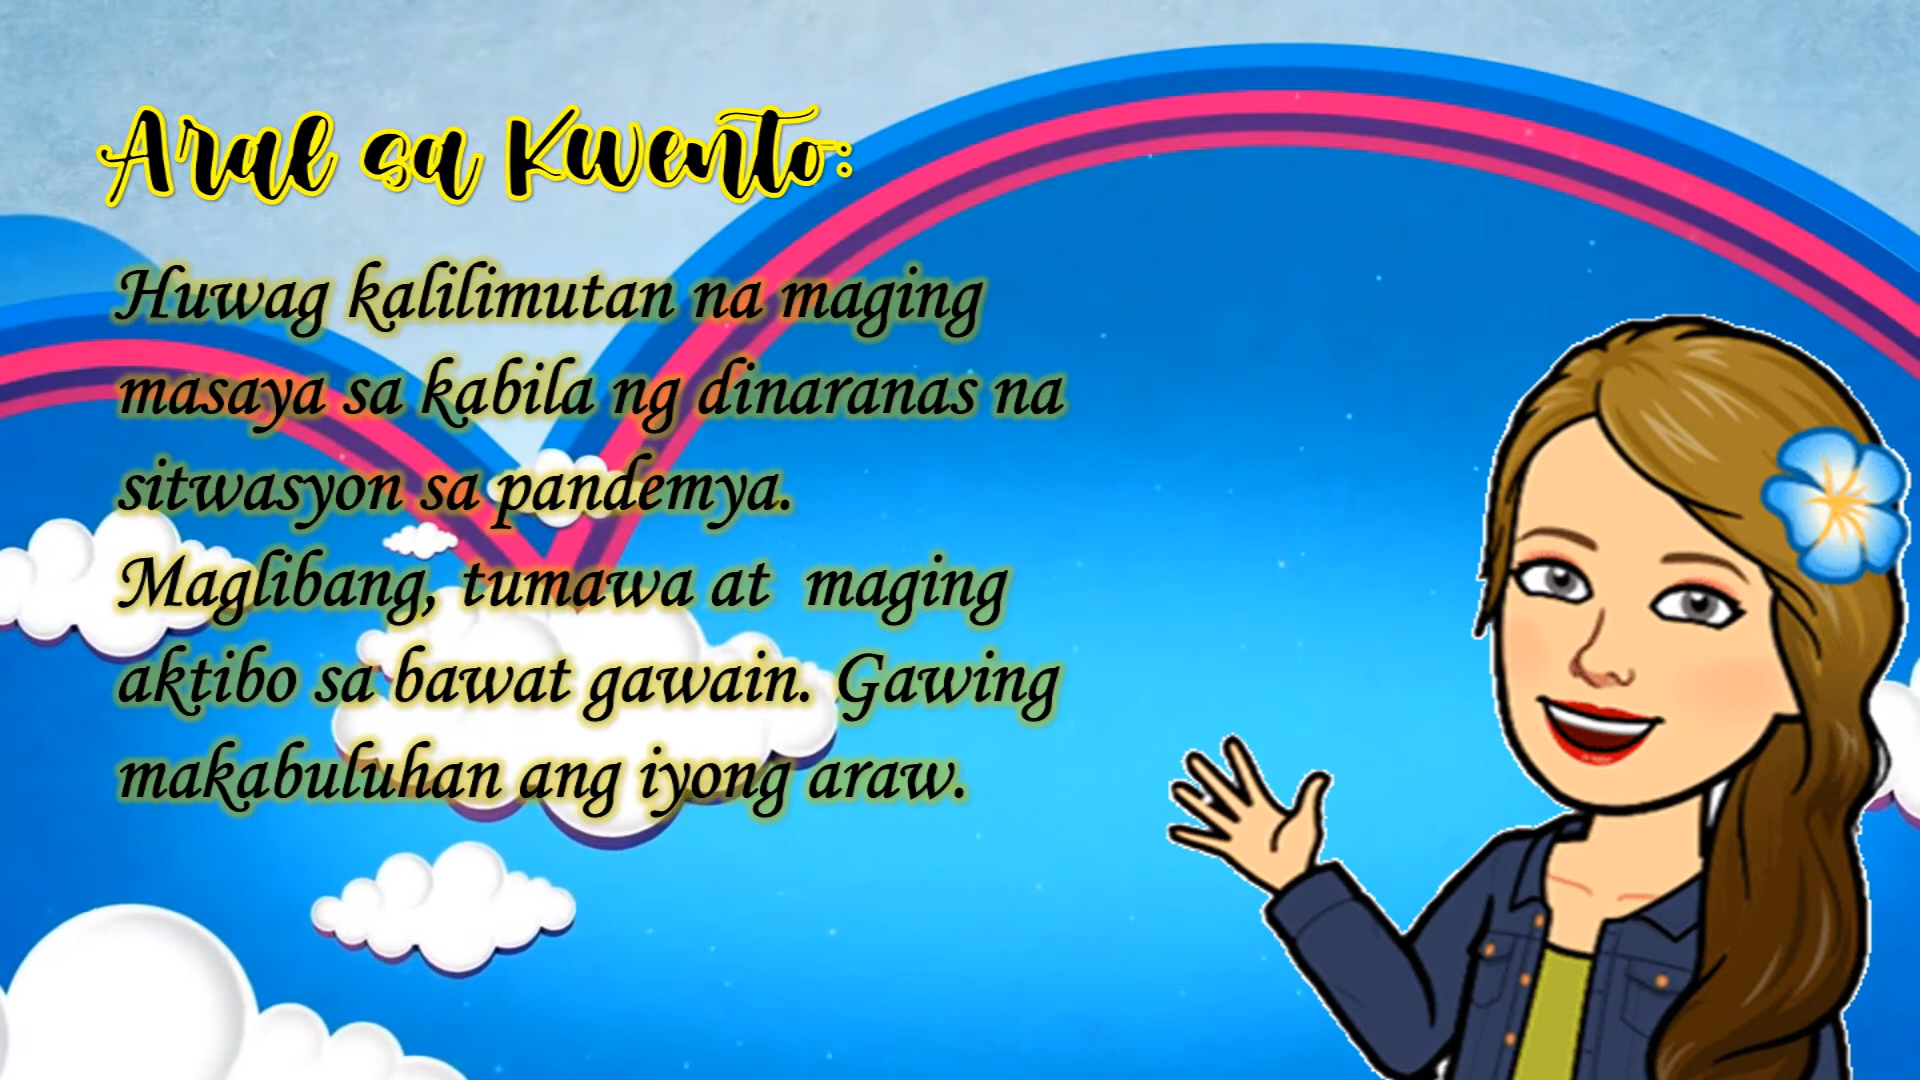 Aral sa Kwento:
Huwag kalilimutan na maging
masaya sa kabila ng dinaranas na
sitwasyon sa pandemya.
Maglibang, tumawa at maging
aktibo sa bawat gawain. Gawing
makabuluhan ang iyong araw.